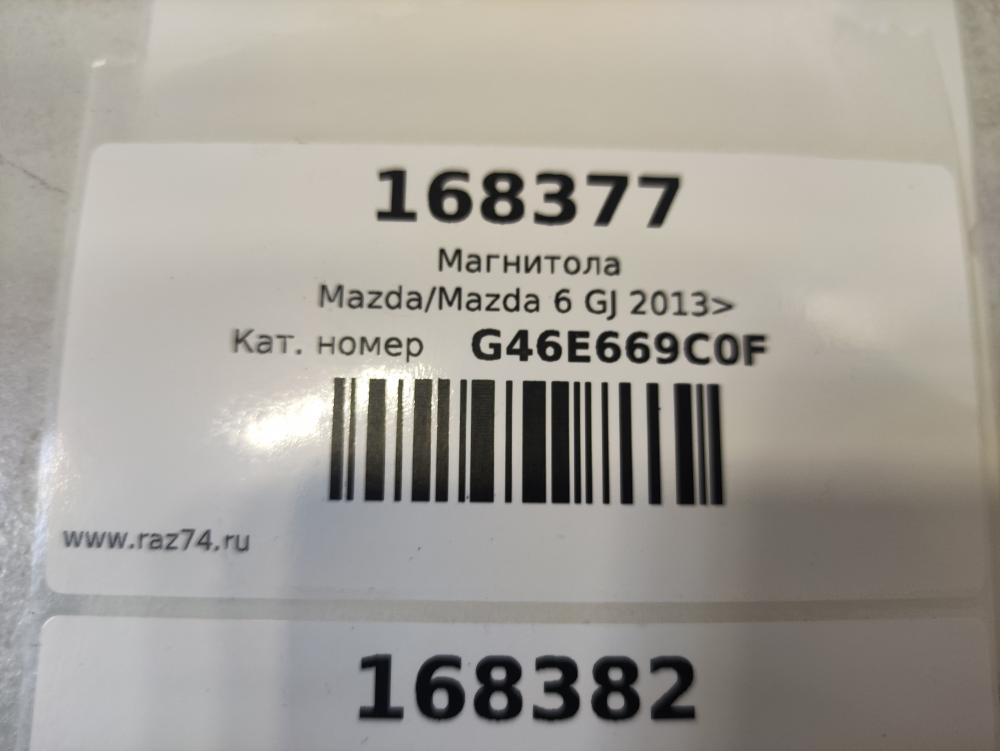 168377
Магнитола
Mazda/Mazda 6 GJ 2013>
Кат. номер G46E669C0F
www.raz74.ru
168382